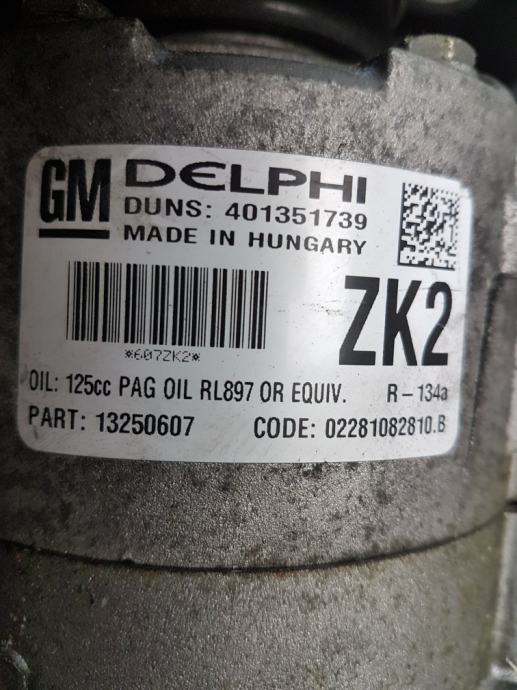 GM DELPHI
DUNS: 401351739
MADE IN HUNGARY
ZK2
*607ZK2*
OIL: 125cc PAG OIL RL897 OR EQUIV. R-134a
PART: 13250607 CODE: 02281082810.B